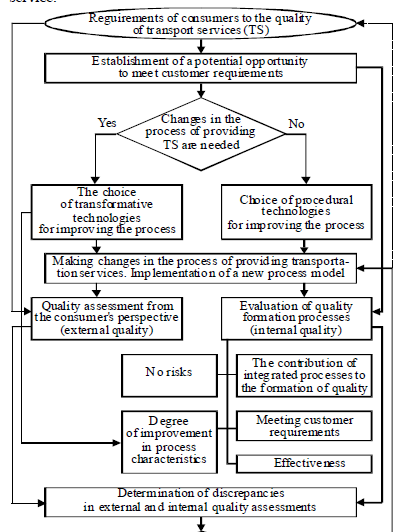 service.
Requirements of consumers to the quality
of transport services (TS)
Establishment of a potential opportunity
to meet customer requirements
Changes in the
process of providing
TS are needed
Yes
No
The choice
of transformative
technologies
for improving the process
Choice of procedural
technologies
for improving the process
Making changes in the process of providing transporta-
tion services. Implementation of a new process model
Quality assessment from
the consumer's perspective
(external quality)
Evaluation of quality
formation processes
(internal quality)
No risks
The contribution of
integrated processes to
the formation of quality
Degree
of improvement
in process
characteristics
Meeting customer
requirements
Effectiveness
Determination of discrepancies
in external and internal quality assessments